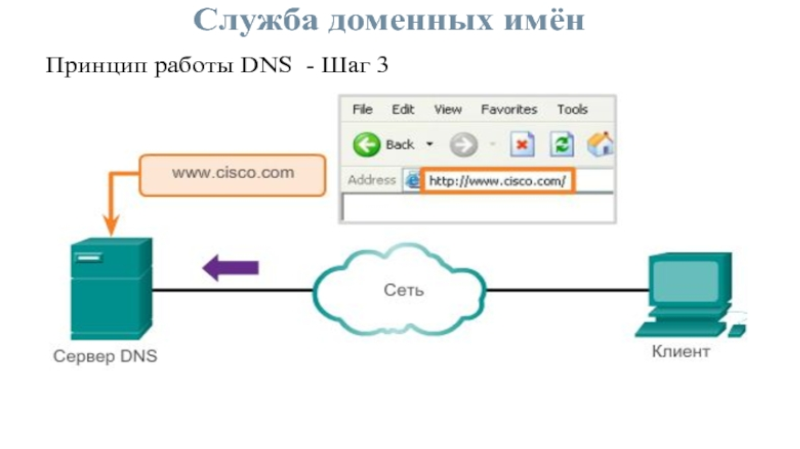 Служба доменных имён
Принцип работы DNS - Шаг 3
File Edit View Favorites Tools
Back
Address http://www.cisco.com/
www.cisco.com
Сеть
Сервер DNS
Клиент